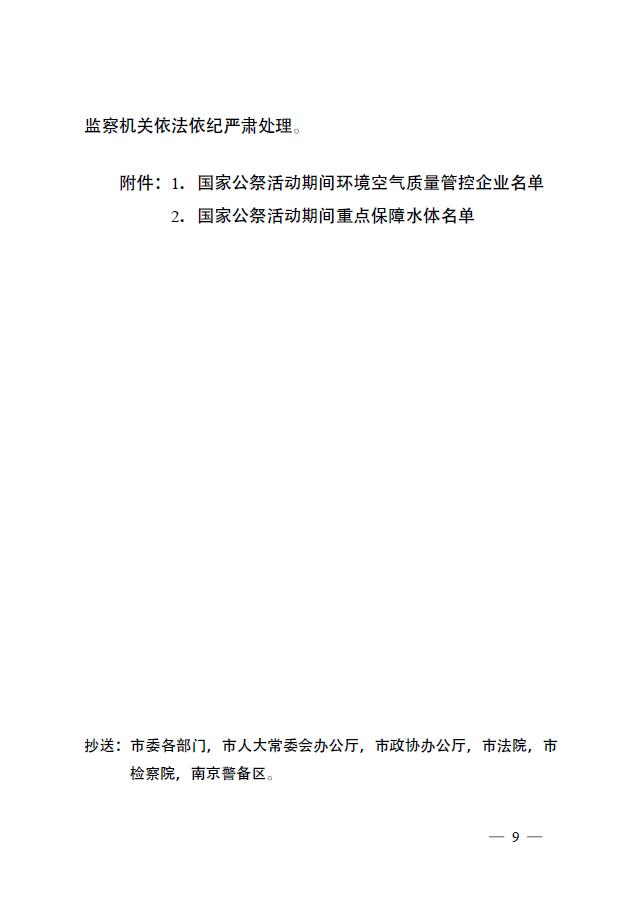 监察机关依法依纪严肃处理。
附件：1．国家公祭活动期间环境空气质量管控企业名单
2．国家公祭活动期间重点保障水体名单
抄送：市委各部门，市人大常委会办公厅，市政协办公厅，市法院，市
检察院，南京警备区。
— 9 —